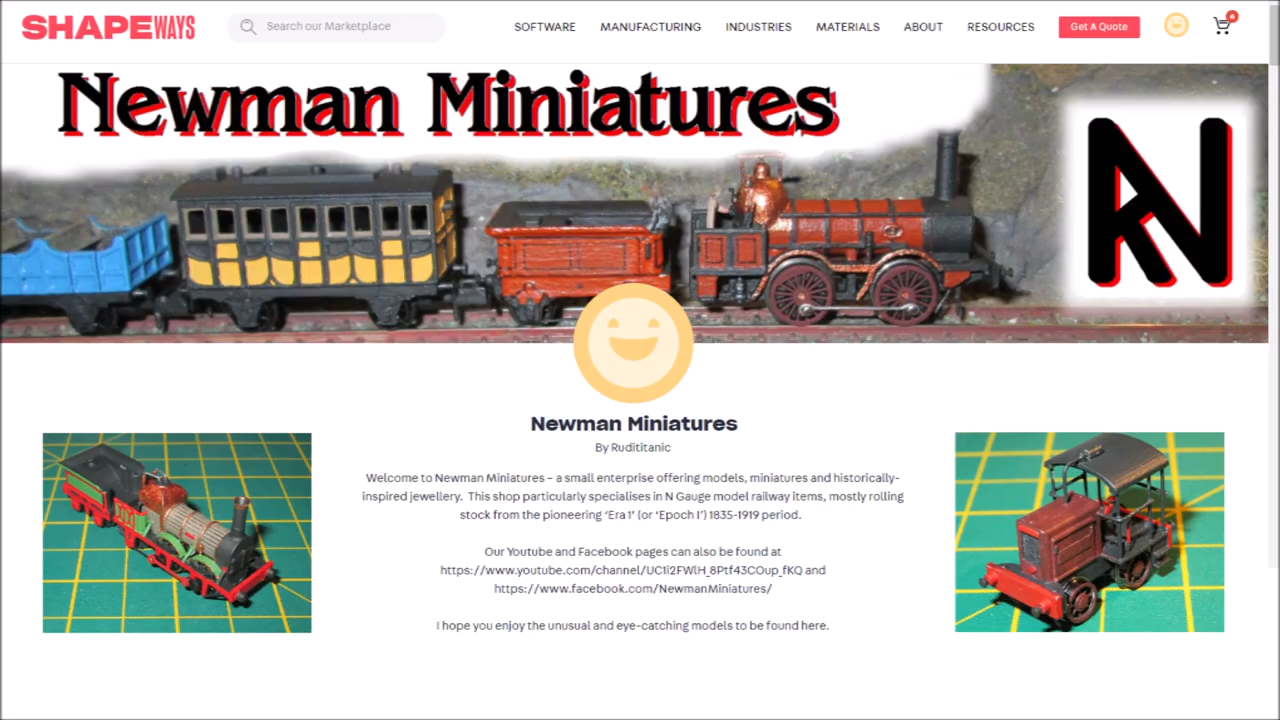 SHAPEWAYS
Search our Marketplace
SOFTWARE
MANUFACTURING
INDUSTRIES
MATERIALS
ABOUT
RESOURCES
Get A Quote
Newman Miniatures
N
Newman Miniatures
By Rudititanic
Welcome to Newman Miniatures – a small enterprise offering models, miniatures and historically-
inspired jewellery. This shop particularly specialises in N Gauge model railway items, mostly rolling
stock from the pioneering ‘Era 1’ (or ‘Epoch I’) 1835-1919 period.
Our Youtube and Facebook pages can also be found at
https://www.youtube.com/channel/UC1i2FWlH_8Ptf43COup_fKQ and
https://www.facebook.com/NewmanMiniatures/
I hope you enjoy the unusual and eye-catching models to be found here.